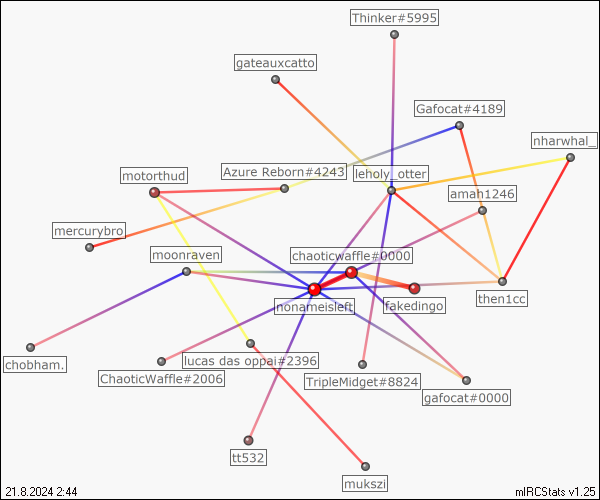 Thinker#5995
gateauxcatto
Gafocat#4189
nharwhal_
motorthud
Azure Reborn#4243
leholy_otter
amah1246
mercurybro
moonraven
chaoticwaffle#0000
nonameisleft
fakedingo
then1cc
chobham.
lucas das oppai#2396
ChaoticWaffle#2006
TripleMidget#8824
gafocat#0000
tt532
mukszi
21.8.2024 2:44
mIRCStats v1.25